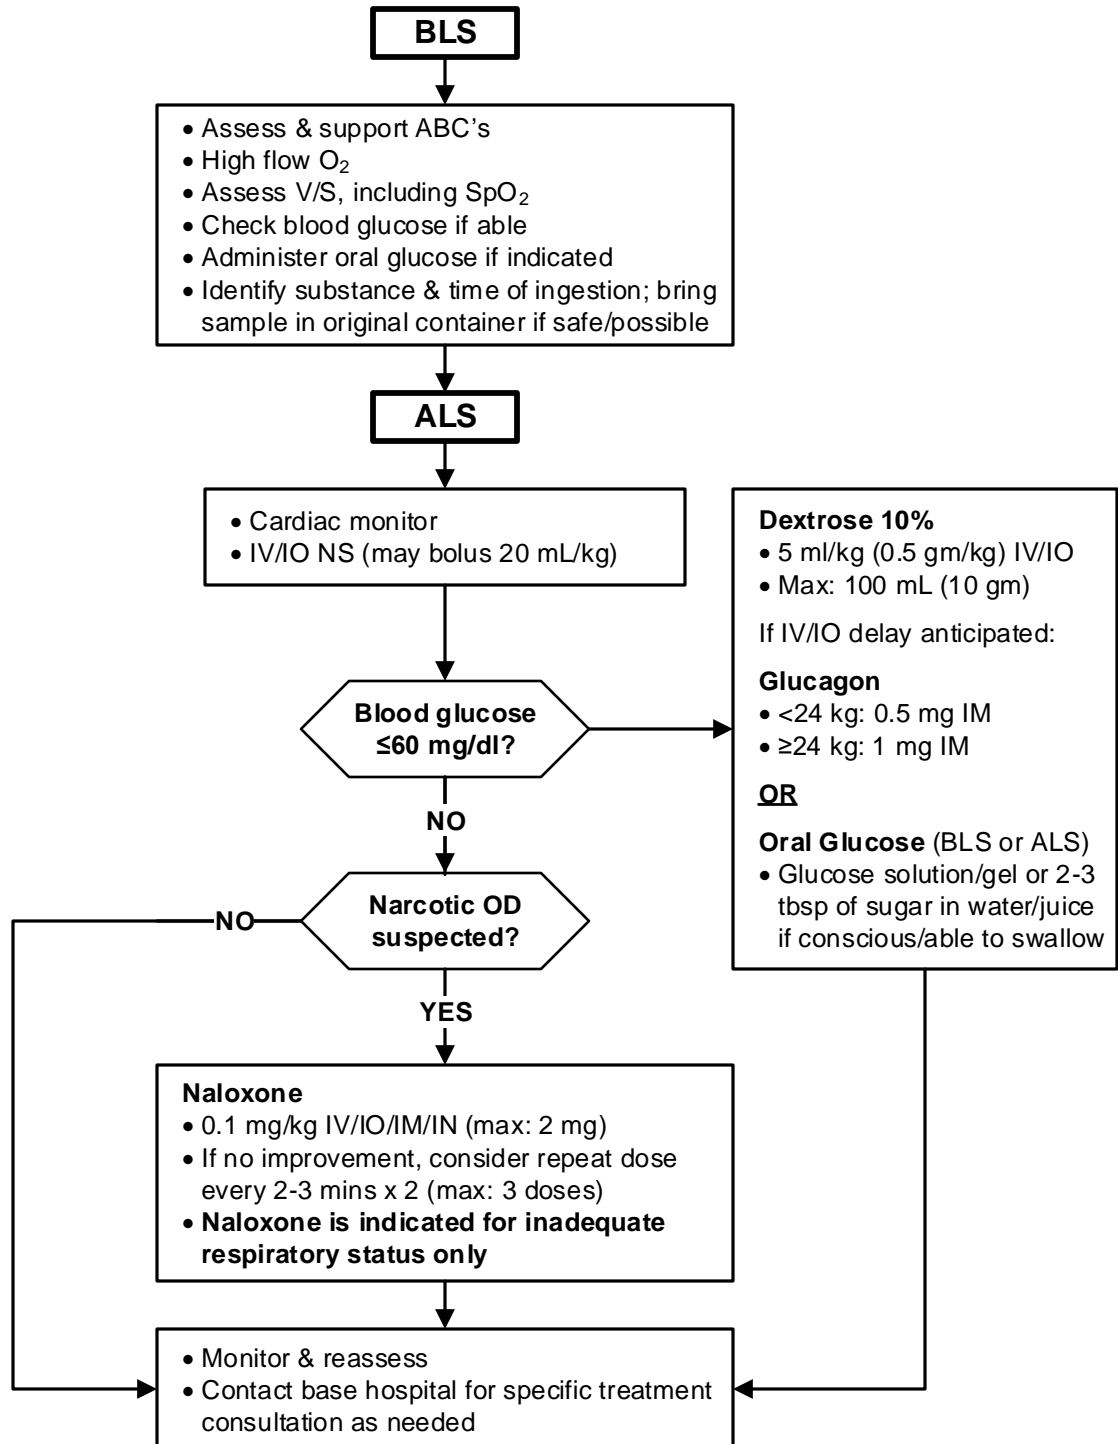 BLS
• Assess & support ABC’s
• High flow O₂
• Assess V/S, including SpO₂
• Check blood glucose if able
• Administer oral glucose if indicated
• Identify substance & time of ingestion; bring
sample in original container if safe/possible
ALS
• Cardiac monitor
• IV/IO NS (may bolus 20 mL/kg)
Blood glucose
≤60 mg/dl?
Dextrose 10%
• 5 ml/kg (0.5 gm/kg) IV/IO
• Max: 100 mL (10 gm)
If IV/IO delay anticipated:
Glucagon
• <24 kg: 0.5 mg IM
• ≥24 kg: 1 mg IM
OR
Oral Glucose (BLS or ALS)
• Glucose solution/gel or 2-3
tbsp of sugar in water/juice
if conscious/able to swallow
NO
Narcotic OD
suspected?
NO
YES
Naloxone
• 0.1 mg/kg IV/IO/IM/IN (max: 2 mg)
• If no improvement, consider repeat dose
every 2-3 mins x 2 (max: 3 doses)
• Naloxone is indicated for inadequate
respiratory status only
• Monitor & reassess
• Contact base hospital for specific treatment
consultation as needed